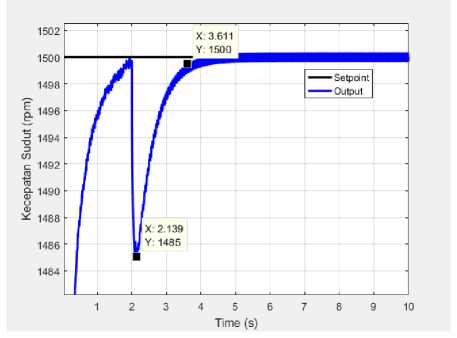 1502
1500
1498
1496
1494
1492
1490
1488
1486
1484
Kecepatan Sudut (rpm)
X: 3.611
Y: 1500
Setpoint
Output
X: 2.139
Y: 1485
1 2 3 4 5 6 7 8 9 10
Time (s)